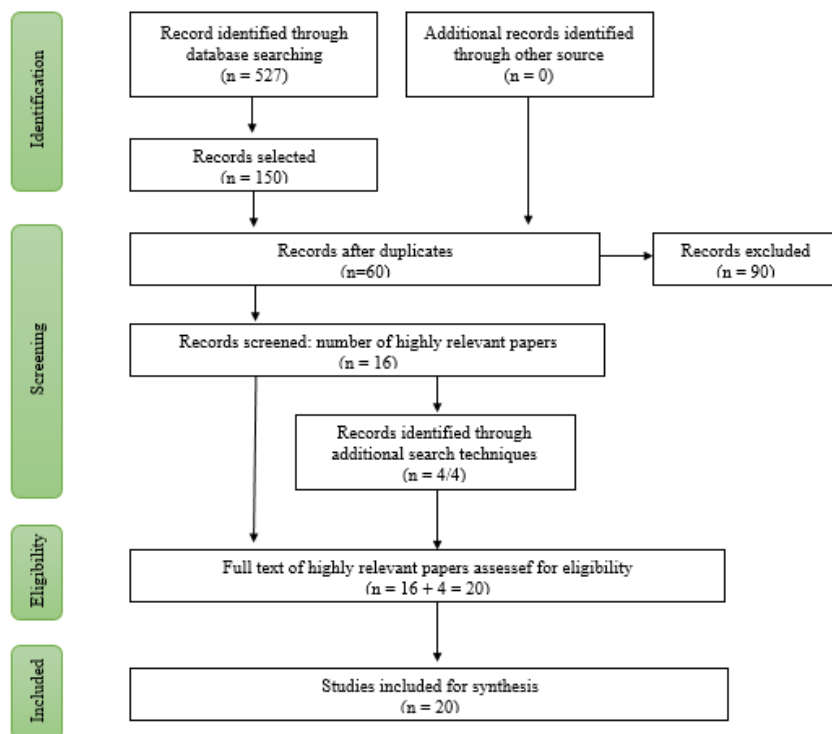 Identification
Record identified through
database searching
(n = 527)
Additional records identified
through other source
(n = 0)
Records selected
(n = 150)
Screening
Records after duplicates
(n=60)
Records excluded
(n = 90)
Records screened: number of highly relevant papers
(n = 16)
Records identified through
additional search techniques
(n = 4/4)
Eligibility
Full text of highly relevant papers assessef for eligibility
(n = 16 + 4 = 20)
Included
Studies included for synthesis
(n = 20)